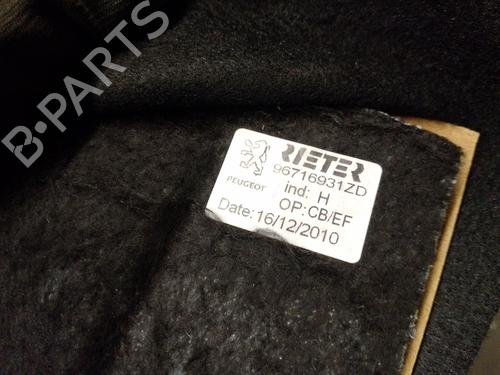 B-PARTS
RIETER
PEUGEOT
96716931ZD
ind: H
OP:CB/EF
Date:16/12/2010